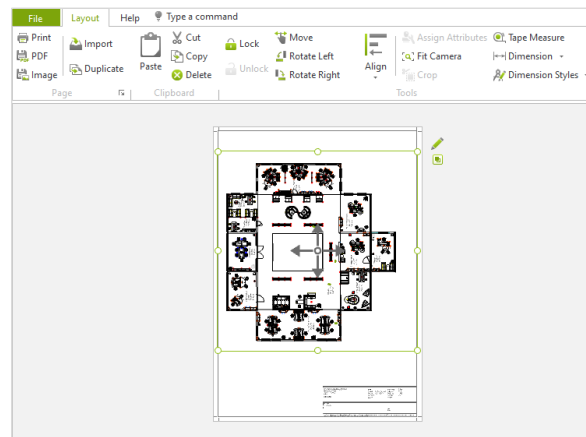 File Layout Help Type a command
Print Import Paste Cut Lock Move Align Assign Attributes Tape Measure
PDF Copy Rotate Left Fit Camera Dimension
Image Duplicate Delete Unlock Rotate Right Crop Dimension Styles
Page Clipboard Tools